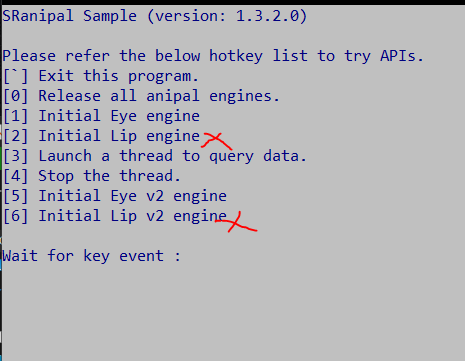 SRanipal Sample (version: 1.3.2.0)
Please refer the below hotkey list to try APIs.
[`] Exit this program.
[0] Release all anipal engines.
[1] Initial Eye engine
[2] Initial Lip engine
[3] Launch a thread to query data.
[4] Stop the thread.
[5] Initial Eye v2 engine
[6] Initial Lip v2 engine
Wait for key event :